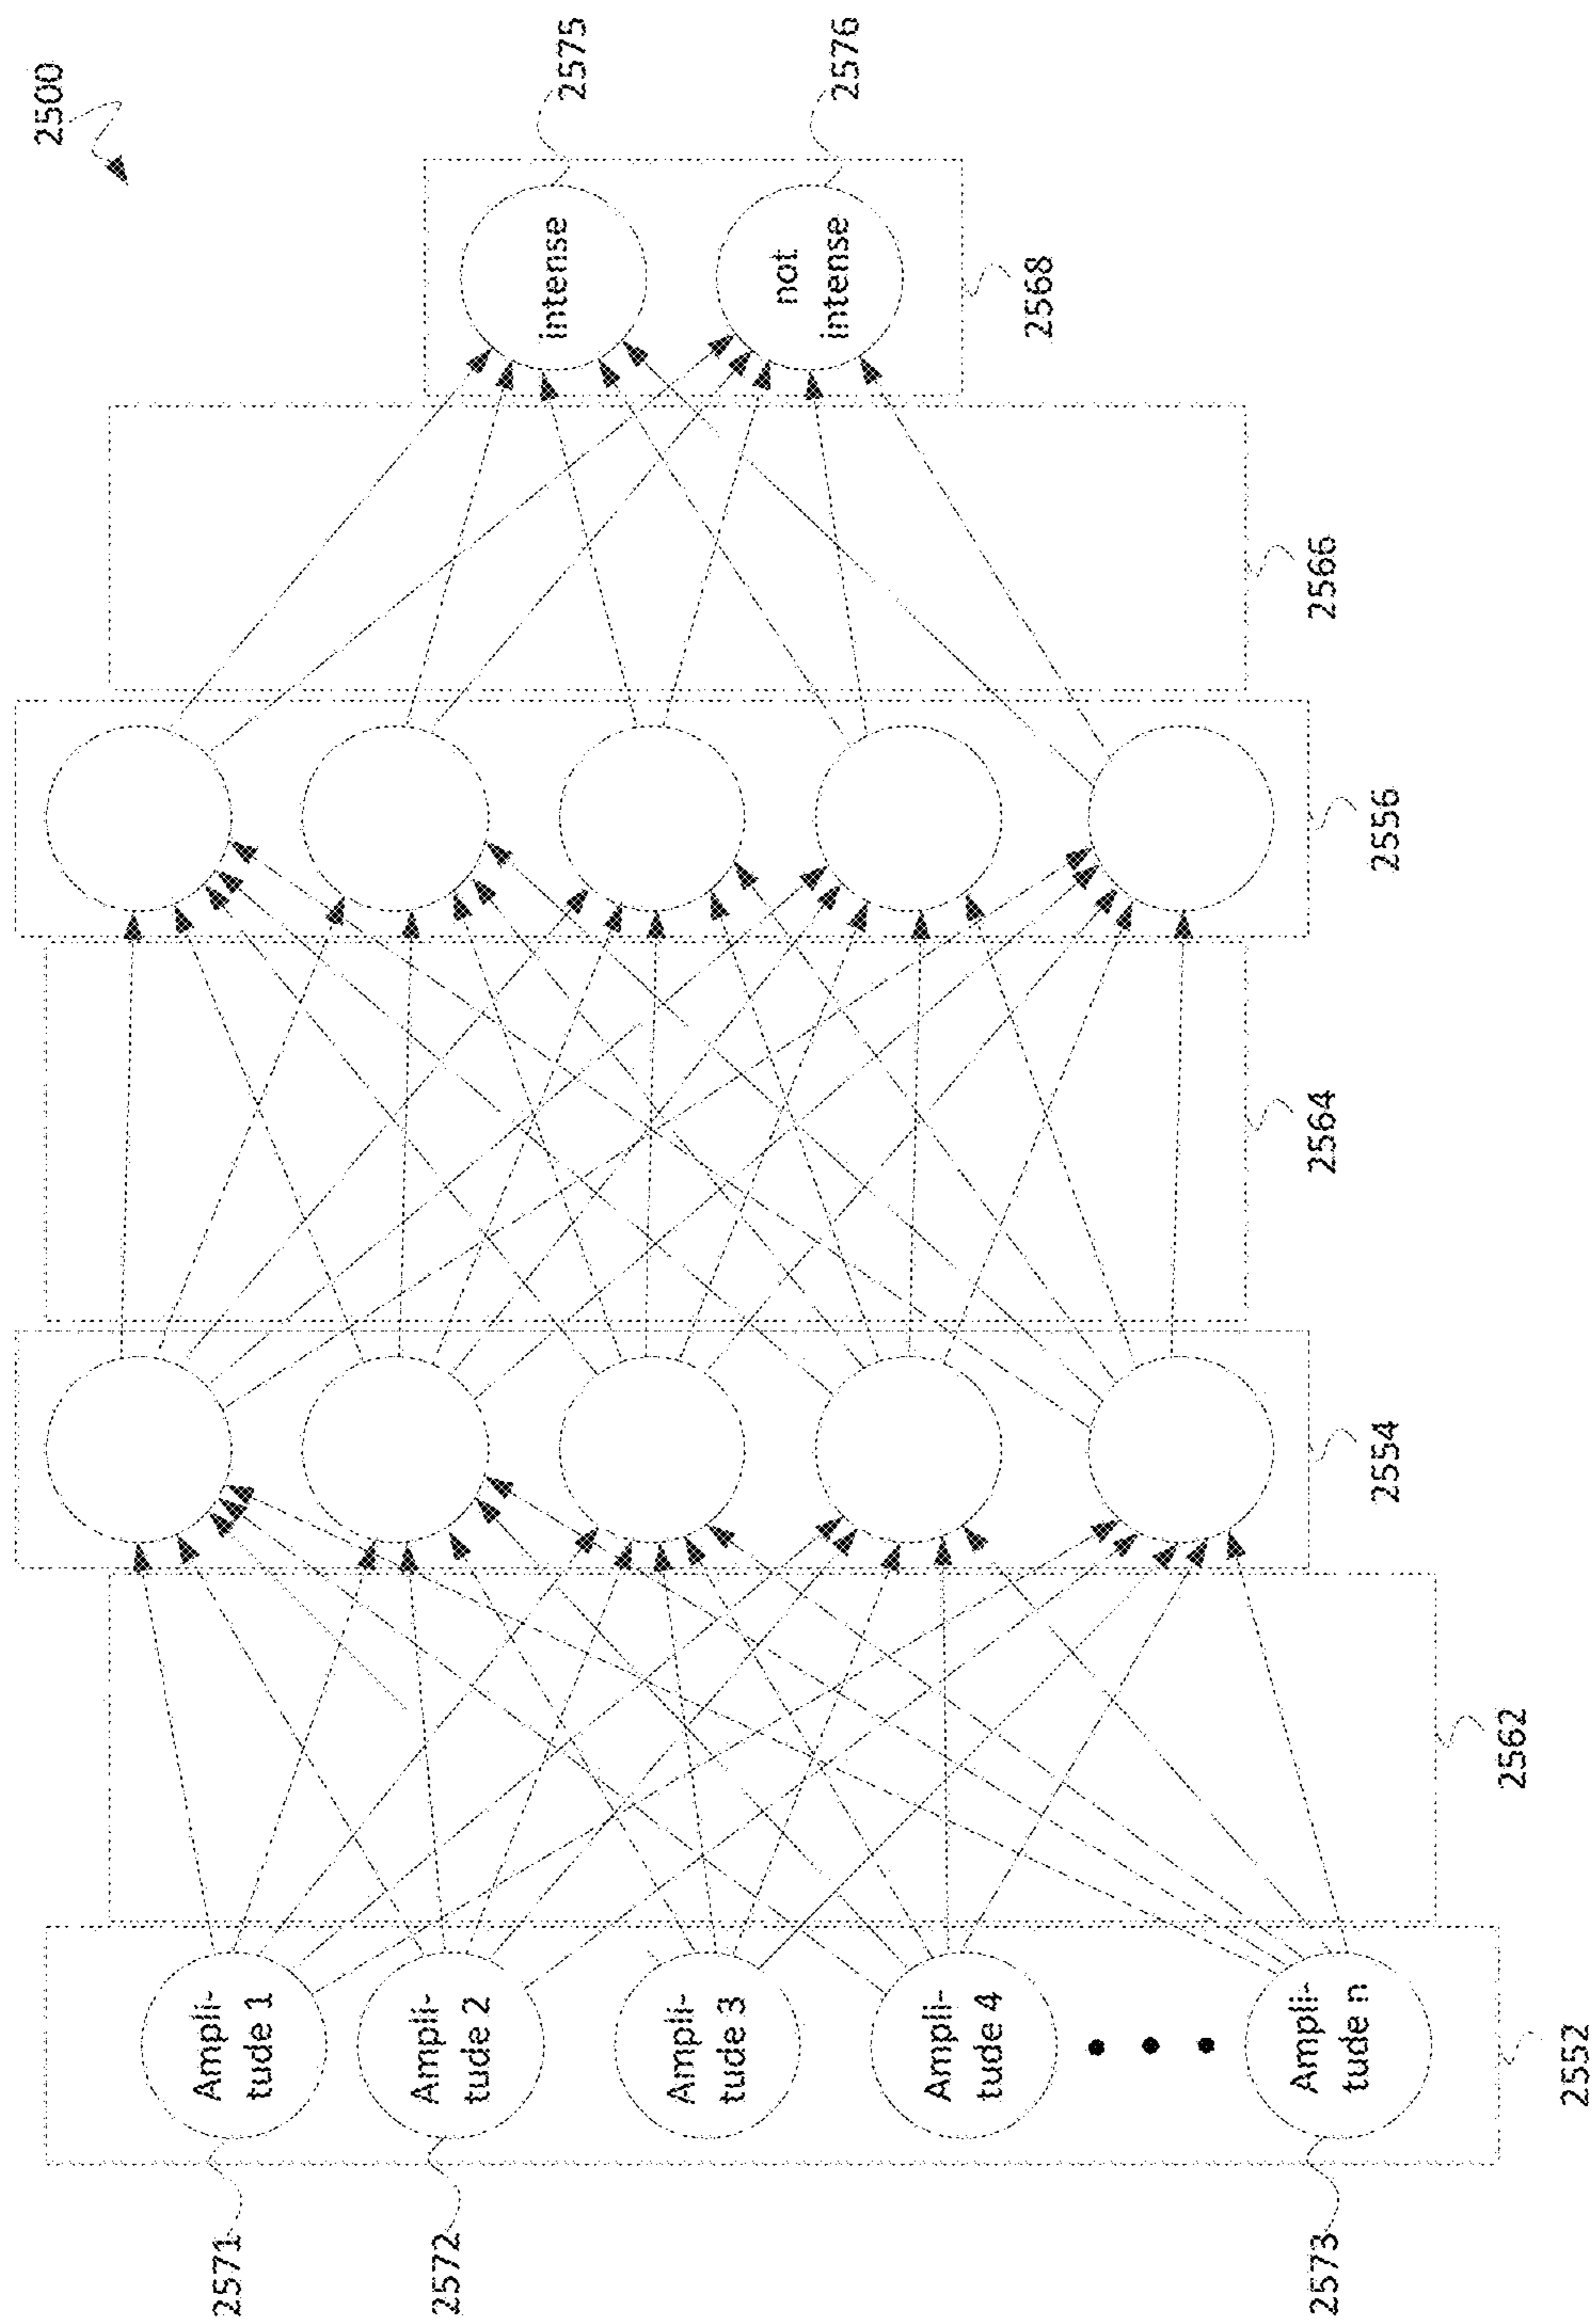 2500
2571
Ampli-
tude 1
2572
Ampli-
tude 2
Ampli-
tude 3
Ampli-
tude 4
2573
Ampli-
tude n
2552
2562
2554
2564
2556
2566
intense
2575
not
intense
2576
2568